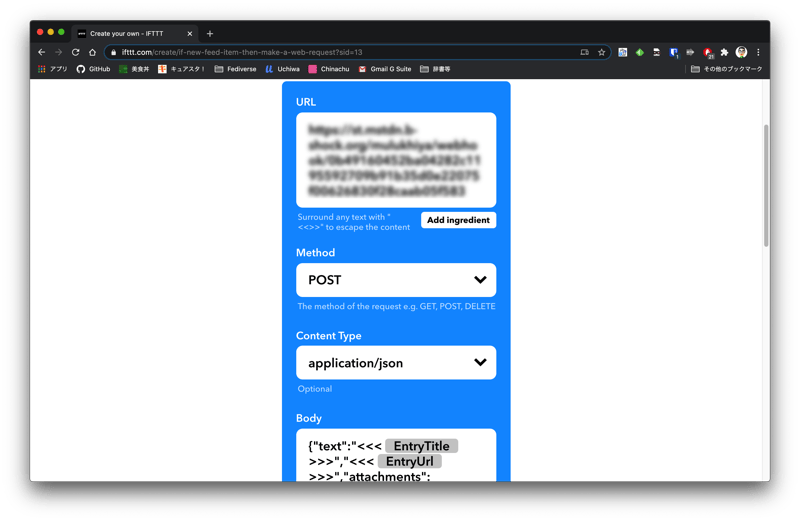 Create your own - IFTTT
ifttt.com/create/if-new-feed-item-then-make-a-web-request?sid=13
アプリ GitHub 美食丼 キュアスタ！ Fediverse Uchiwa Chinachu Gmail G Suite 辞書等 その他のブックマーク
URL
Surround any text with "
<<>>" to escape the content
Add ingredient
Method
POST
The method of the request e.g. GET, POST, DELETE
Content Type
application/json
Optional
Body
{"text":"<<< EntryTitle
>>>","<<< EntryUrl
>>>","attachments":